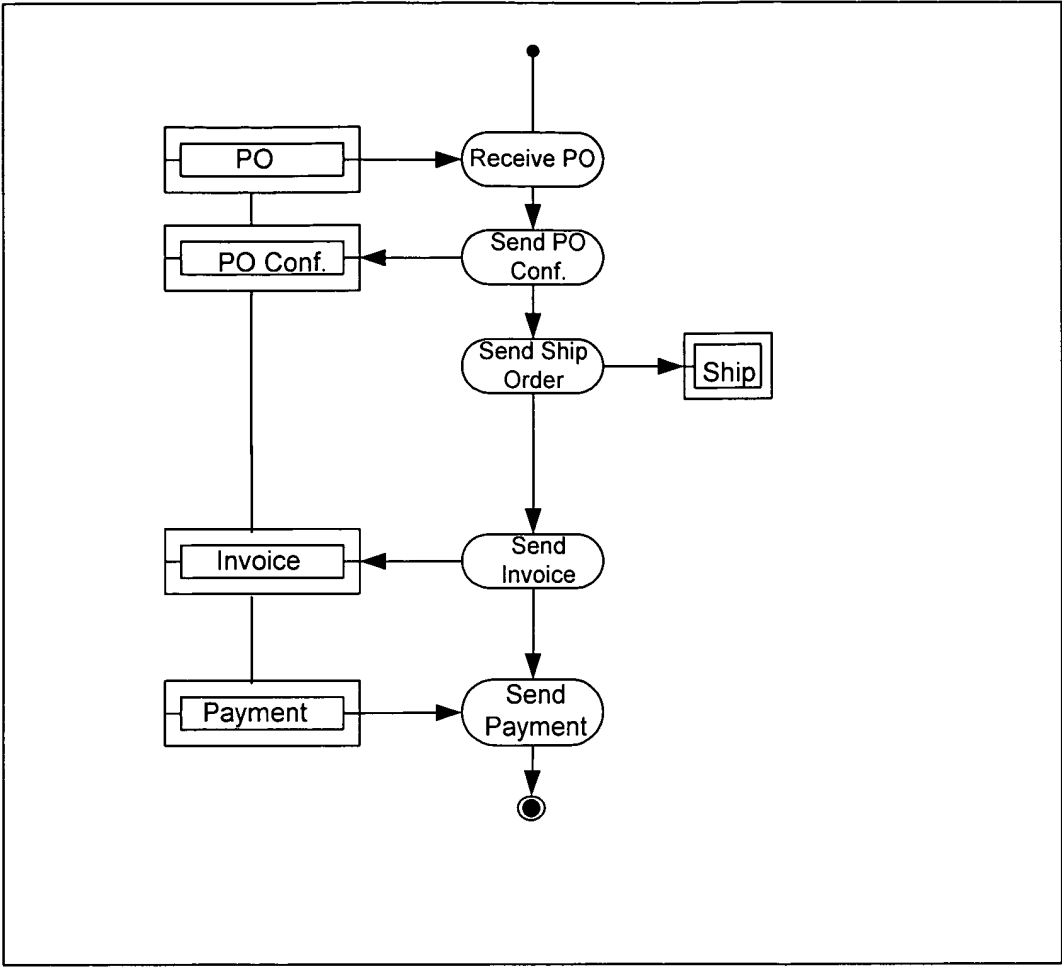 PO
Receive PO
PO Conf.
Send PO
Conf.
Send Ship
Order
Ship
Invoice
Send
Invoice
Payment
Send
Payment